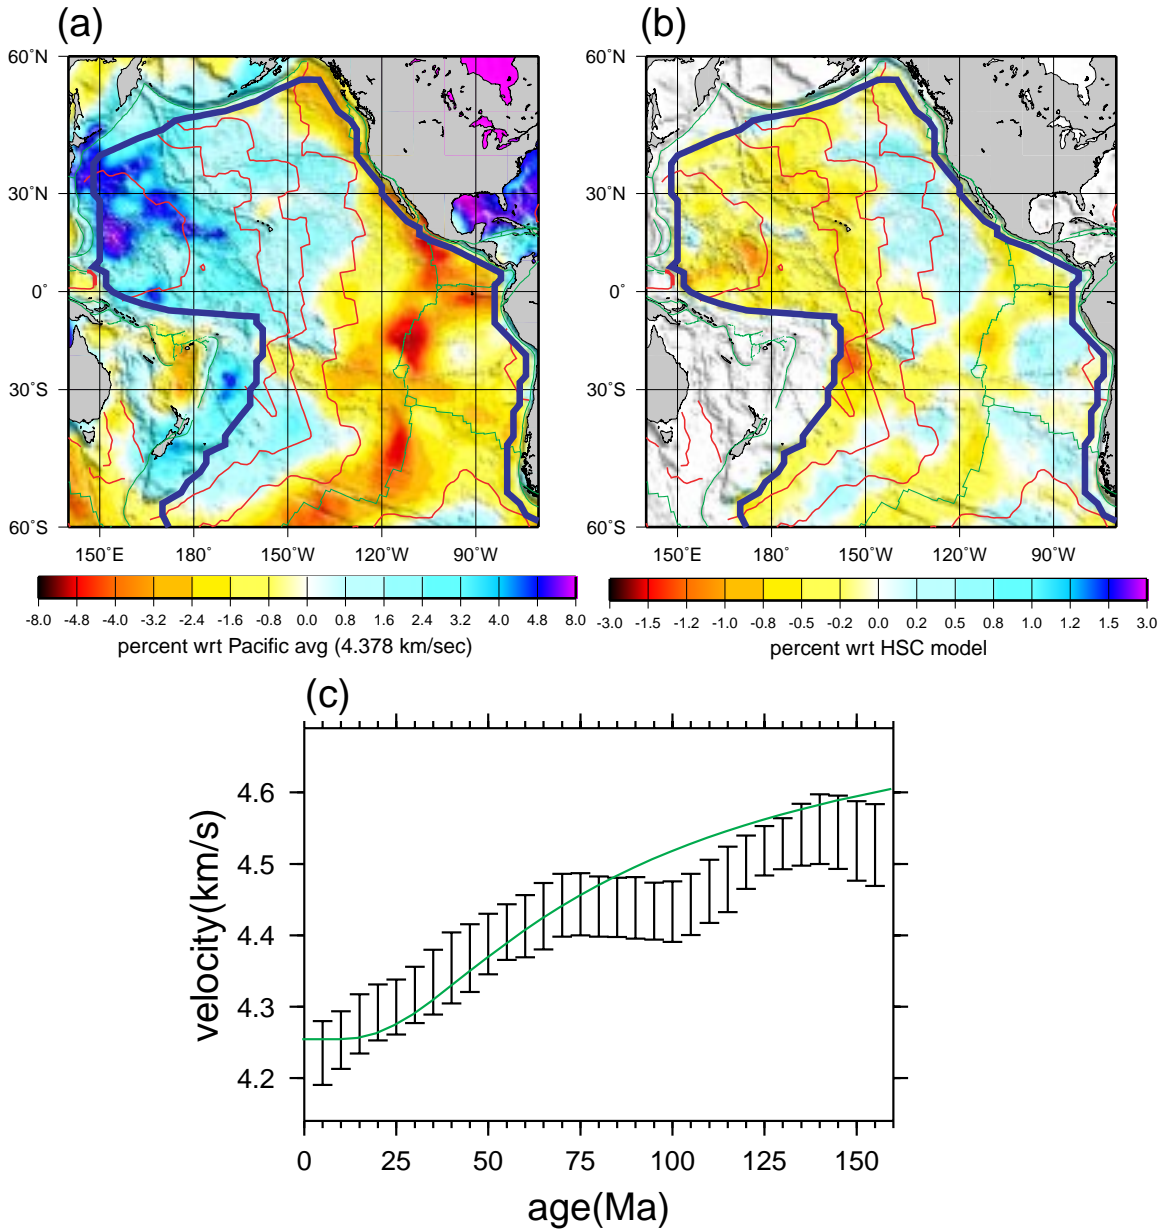 (a)
(b)
60˚N
30˚N
0˚
30˚S
60˚S
150˚E
180˚
150˚W
120˚W
90˚W
60˚N
30˚N
0˚
30˚S
60˚S
150˚E
180˚
150˚W
120˚W
90˚W
-8.0 -4.8 -4.0 -3.2 -2.4 -1.6 -0.8 0.0 0.8 1.6 2.4 3.2 4.0 4.8 8.0
percent wrt Pacific avg (4.378 km/sec)
-3.0 -1.5 -1.2 -1.0 -0.8 -0.5 -0.2 0.0 0.2 0.5 0.8 1.0 1.2 1.5 3.0
percent wrt HSC model
(c)
velocity(km/s)
4.6
4.5
4.4
4.3
4.2
0 25 50 75 100 125 150
age(Ma)